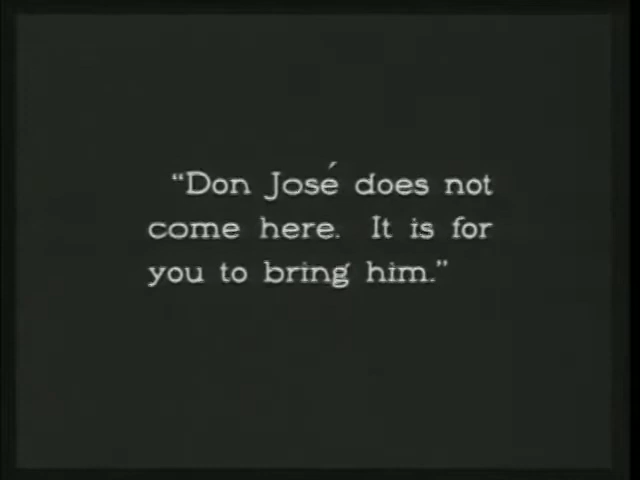 “Don José does not
come here. It is for
you to bring him.”